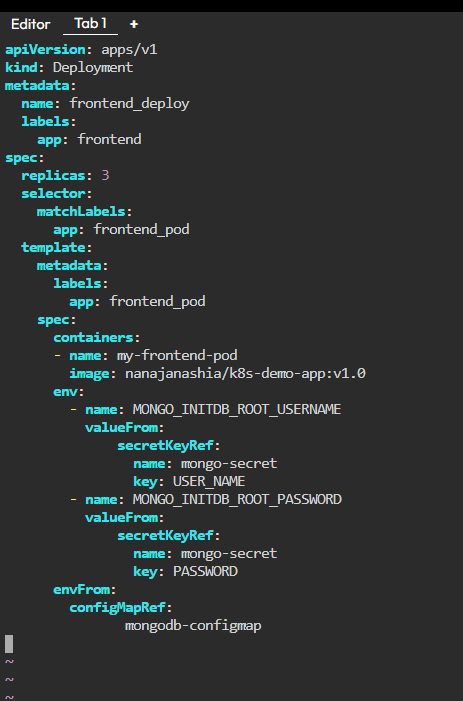 Editor Tab 1 +
apiVersion: apps/v1
kind: Deployment
metadata:
  name: frontend_deploy
  labels:
    app: frontend
spec:
  replicas: 3
  selector:
    matchLabels:
      app: frontend_pod
  template:
    metadata:
      labels:
        app: frontend_pod
    spec:
      containers:
      - name: my-frontend-pod
        image: nanajanashia/k8s-demo-app:v1.0
      env:
        - name: MONGO_INITDB_ROOT_USERNAME
          valueFrom:
              secretKeyRef:
                name: mongo-secret
                key: USER_NAME
        - name: MONGO_INITDB_ROOT_PASSWORD
          valueFrom:
              secretKeyRef:
                name: mongo-secret
                key: PASSWORD
      envFrom:
        configMapRef:
               mongodb-configmap
~
~
~